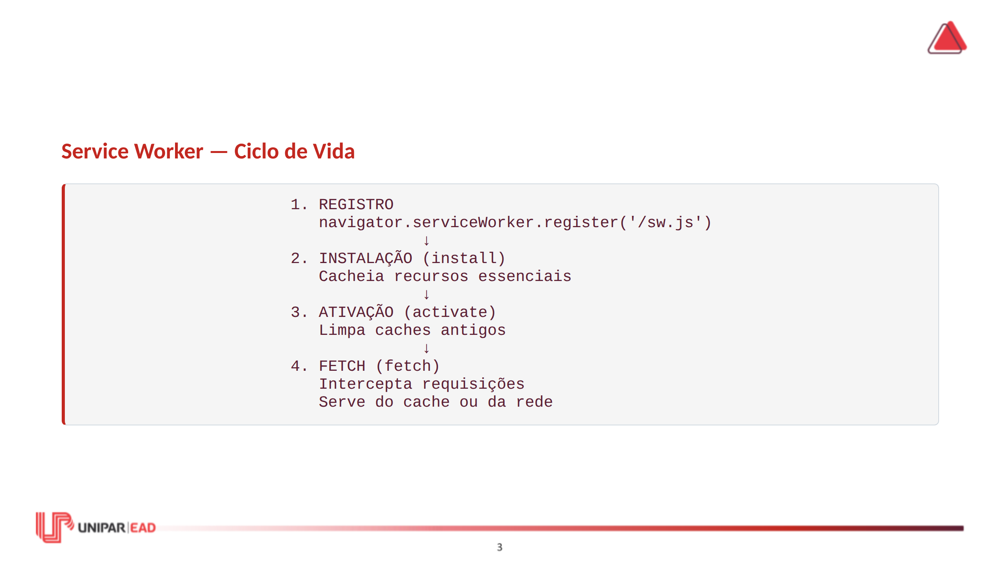 Service Worker — Ciclo de Vida
1. REGISTRO
navigator.serviceWorker.register('/sw.js')
↓
2. INSTALAÇÃO (install)
Cacheia recursos essenciais
↓
3. ATIVAÇÃO (activate)
Limpa caches antigos
↓
4. FETCH (fetch)
Intercepta requisições
Serve do cache ou da rede
UNIPAR|EAD
3